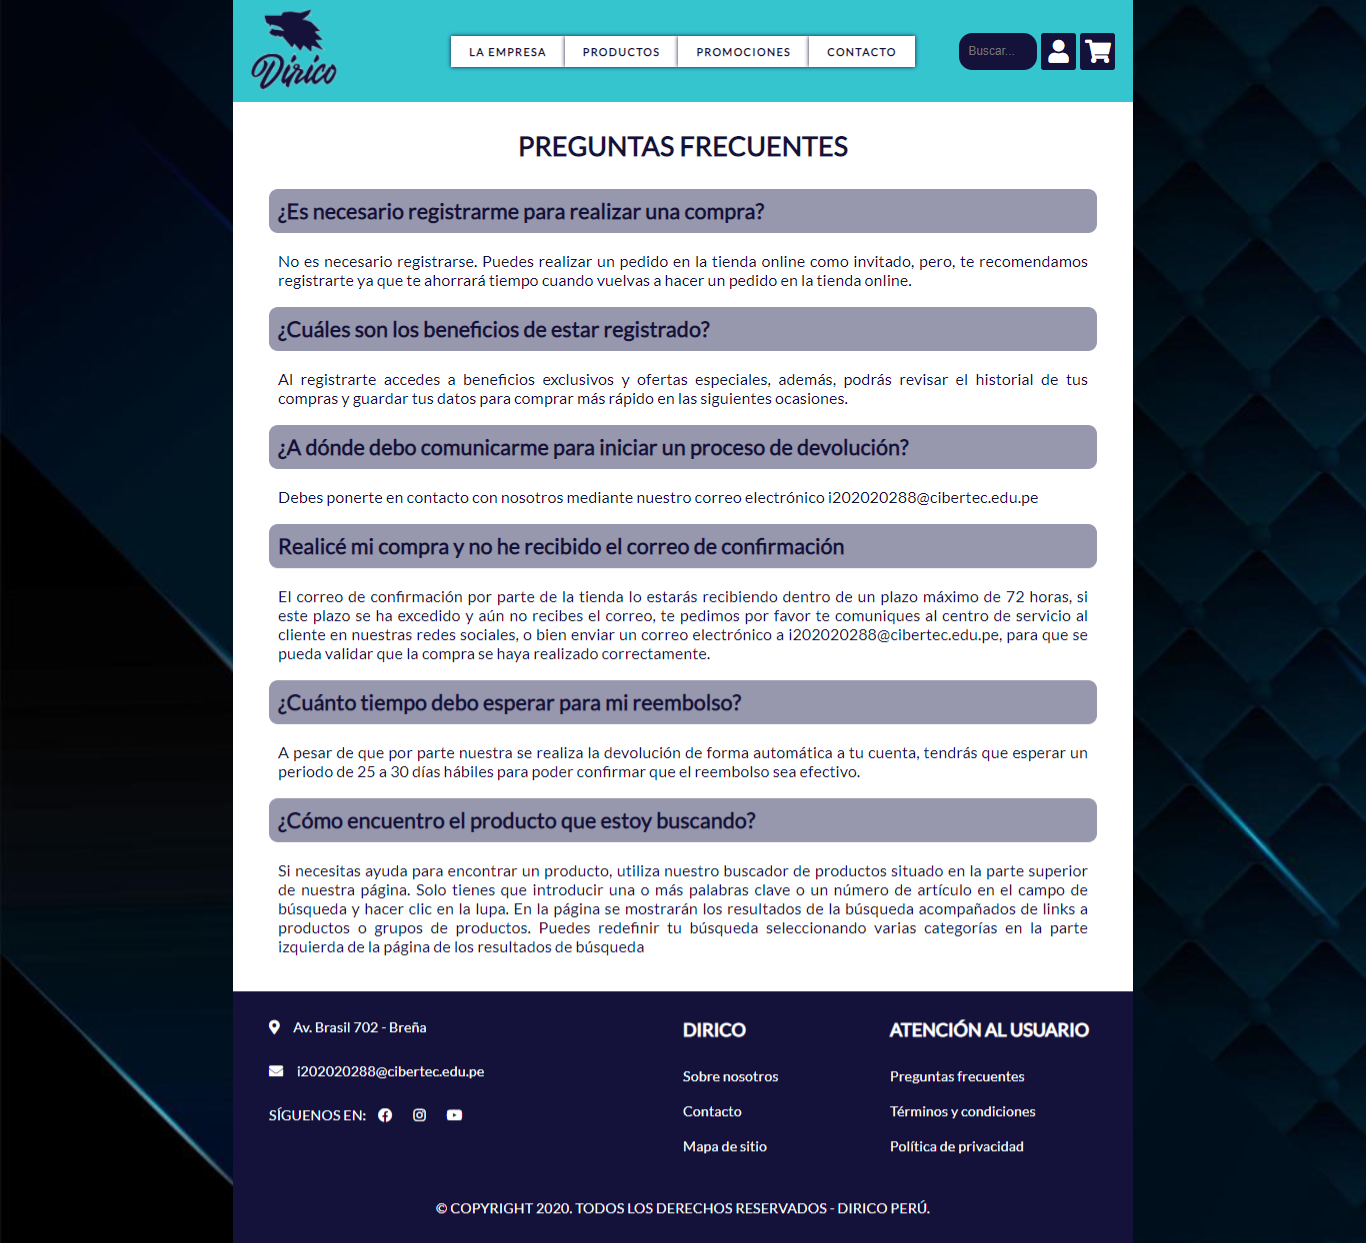 Dirico
LA EMPRESA
PRODUCTOS
PROMOCIONES
CONTACTO
Buscar...
PREGUNTAS FRECUENTES
¿Es necesario registrarme para realizar una compra?
No es necesario registrarse. Puedes realizar un pedido en la tienda online como invitado, pero, te recomendamos
registrarte ya que te ahorrará tiempo cuando vuelvas a hacer un pedido en la tienda online.
¿Cuáles son los beneficios de estar registrado?
Al registrarte accedes a beneficios exclusivos y ofertas especiales, además, podrás revisar el historial de tus
compras y guardar tus datos para comprar más rápido en las siguientes ocasiones.
¿A dónde debo comunicarme para iniciar un proceso de devolución?
Debes ponerte en contacto con nosotros mediante nuestro correo electrónico i202020288@cibertec.edu.pe
Realicé mi compra y no he recibido el correo de confirmación
El correo de confirmación por parte de la tienda lo estarás recibiendo dentro de un plazo máximo de 72 horas, si
este plazo se ha excedido y aún no recibes el correo, te pedimos por favor te comuniques al centro de servicio al
cliente en nuestras redes sociales, o bien enviar un correo electrónico a i202020288@cibertec.edu.pe, para que se
pueda validar que la compra se haya realizado correctamente.
¿Cuánto tiempo debo esperar para mi reembolso?
A pesar de que por parte nuestra se realiza la devolución de forma automática a tu cuenta, tendrás que esperar un
periodo de 25 a 30 días hábiles para poder confirmar que el reembolso sea efectivo.
¿Cómo encuentro el producto que estoy buscando?
Si necesitas ayuda para encontrar un producto, utiliza nuestro buscador de productos situado en la parte superior
de nuestra página. Solo tienes que introducir una o más palabras clave o un número de artículo en el campo de
búsqueda y hacer clic en la lupa. En la página se mostrarán los resultados de la búsqueda acompañados de links a
productos o grupos de productos. Puedes redefinir tu búsqueda seleccionando varias categorías en la parte
izquierda de la página de los resultados de búsqueda
Av. Brasil 702 - Breña
i202020288@cibertec.edu.pe
SÍGUENOS EN:
DIRICO
Sobre nosotros
Contacto
Mapa de sitio
ATENCIÓN AL USUARIO
Preguntas frecuentes
Términos y condiciones
Política de privacidad
© COPYRIGHT 2020. TODOS LOS DERECHOS RESERVADOS - DIRICO PERÚ.